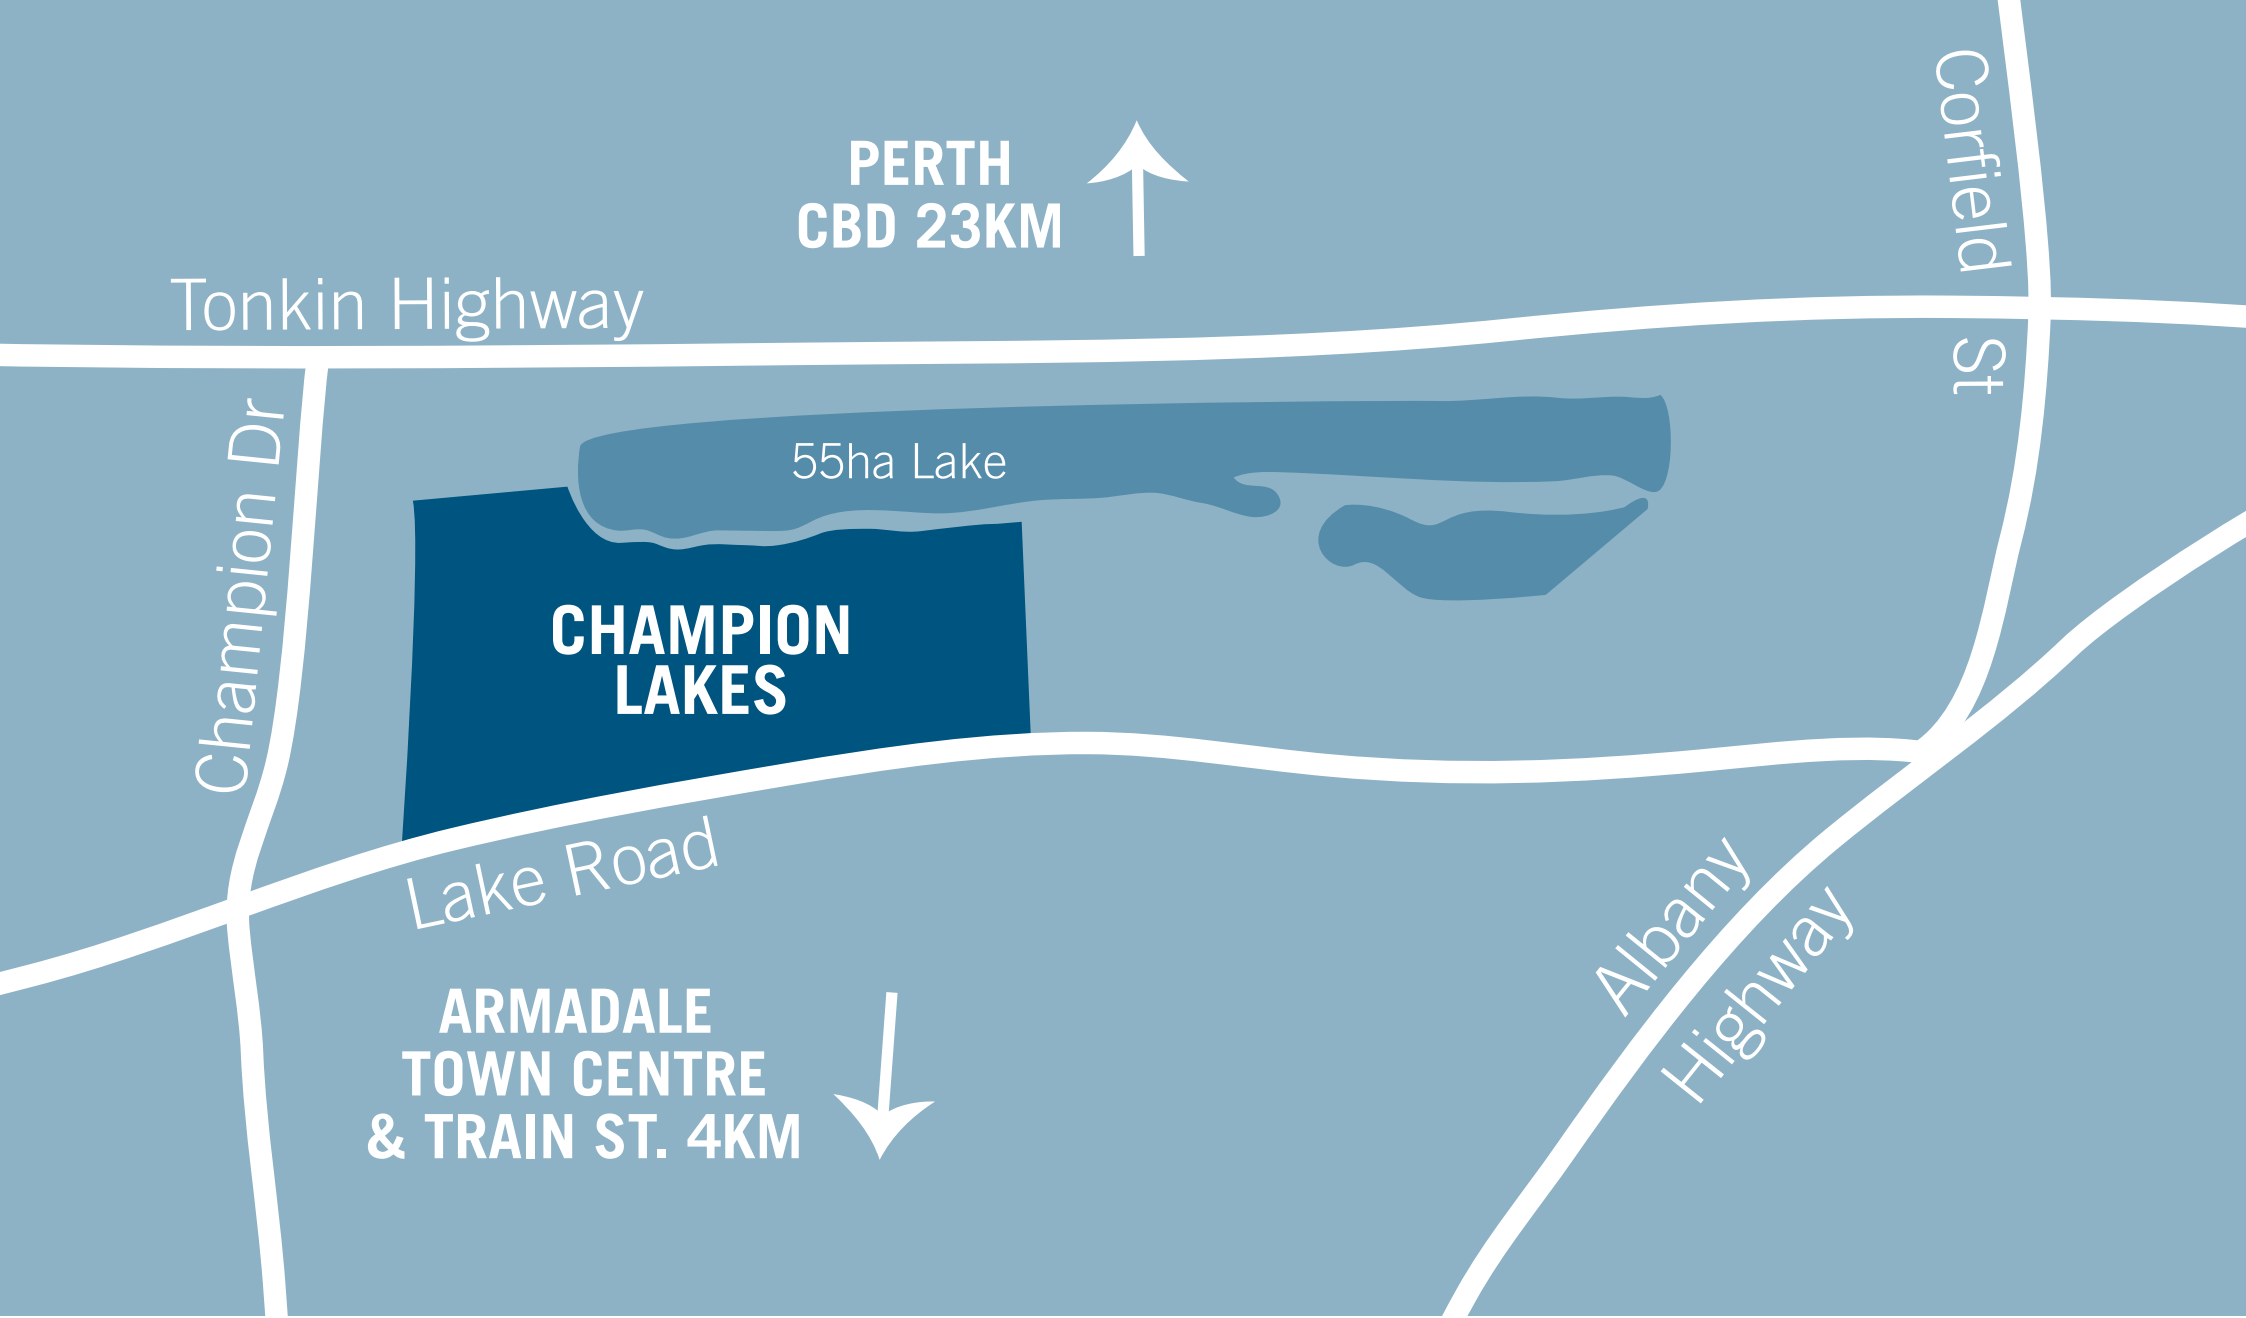 PERTH
CBD 23KM
Corfield St
Tonkin Highway
Champion Dr
55ha Lake
CHAMPION
LAKES
Lake Road
Albany
Highway
ARMADALE
TOWN CENTRE
& TRAIN ST. 4KM